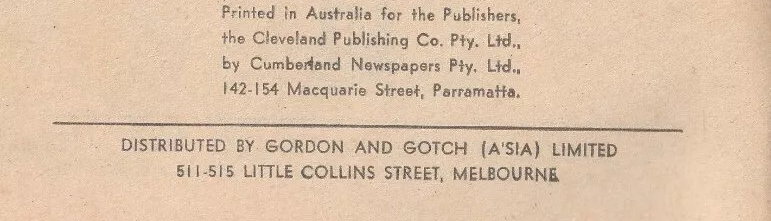 Printed in Australia for the Publishers,
the Cleveland Publishing Co. Pty. Ltd.,
by Cumberland Newspapers Pty. Ltd.,
142-154 Macquarie Street, Parramatta.
DISTRIBUTED BY GORDON AND GOTCH (A'SIA) LIMITED
511-515 LITTLE COLLINS STREET, MELBOURNE